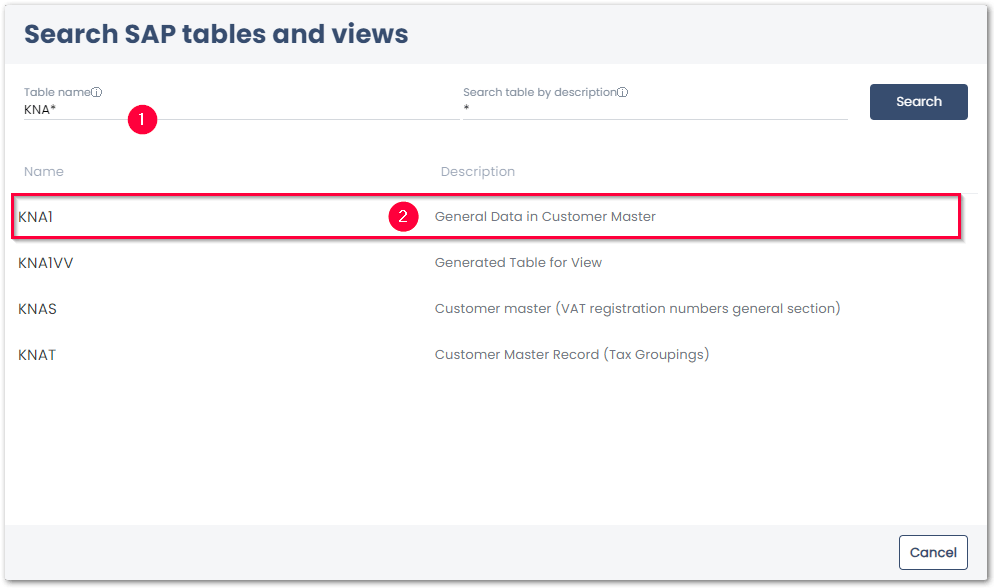 Search SAP tables and views
Table nameⓘ Search table by descriptionⓘ
KNA* *
Search
1
Name Description
KNA1 2 General Data in Customer Master
KNA1VV Generated Table for View
KNAS Customer master (VAT registration numbers general section)
KNAT Customer Master Record (Tax Groupings)
Cancel